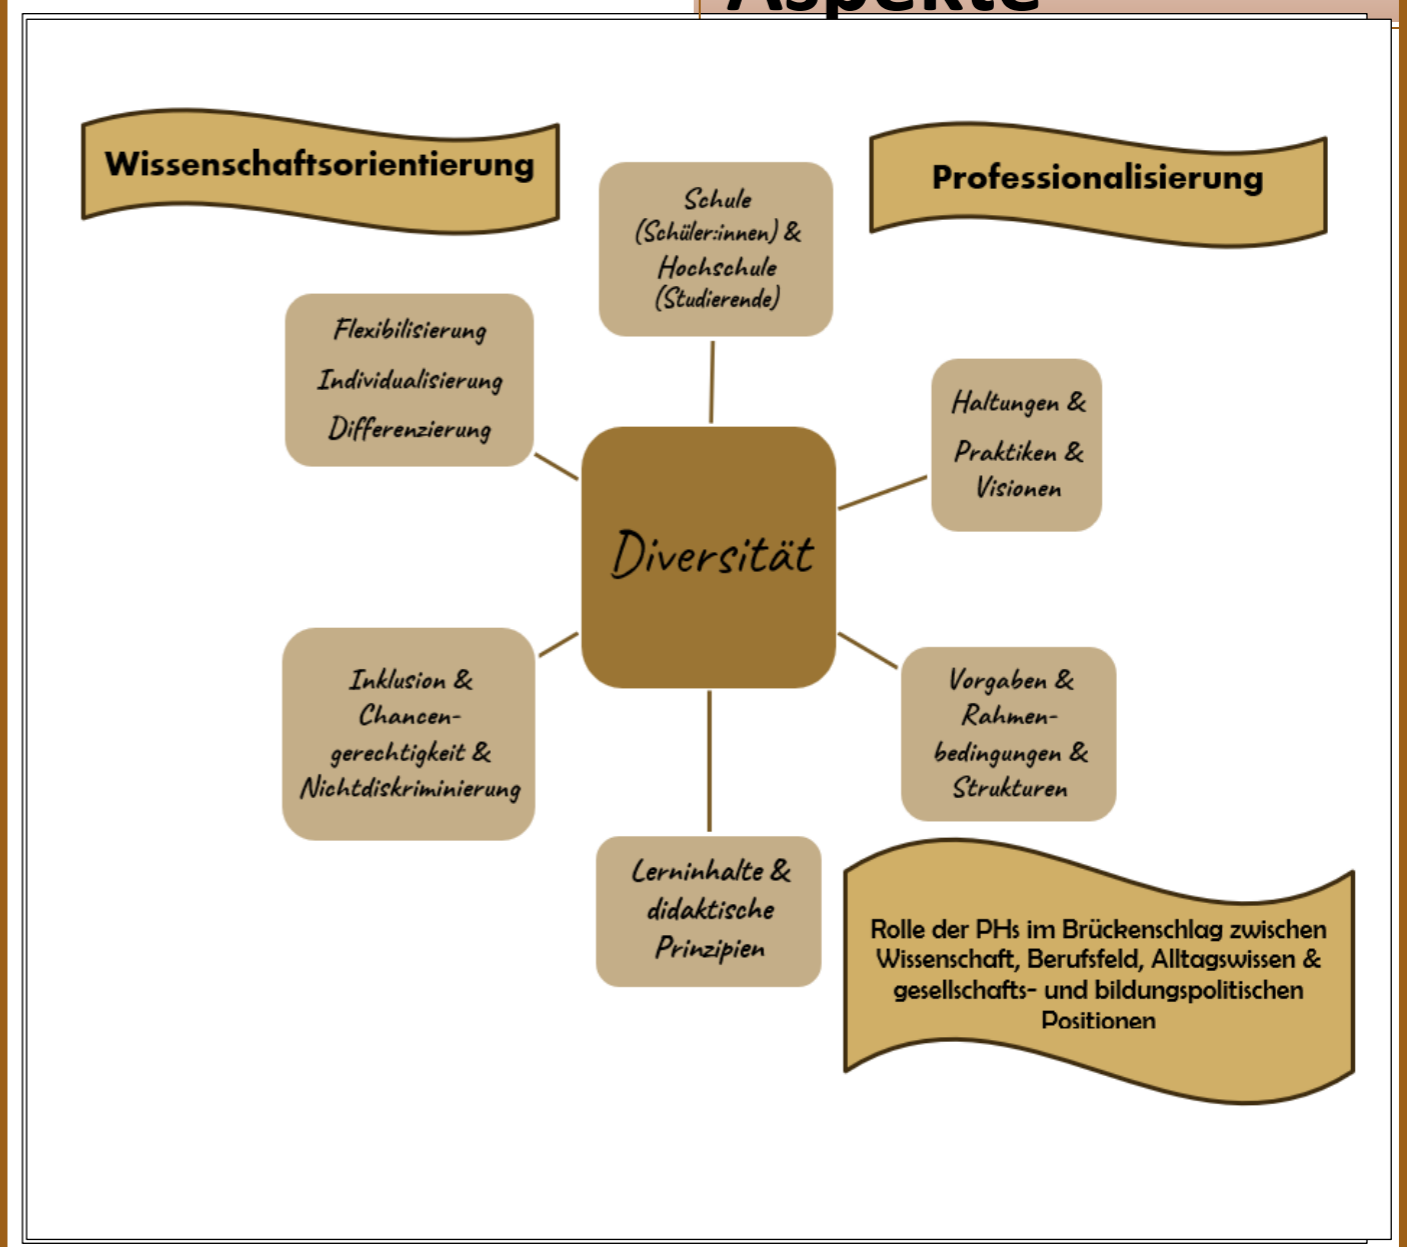 Aspekte
Wissenschaftsorientierung
Professionalisierung
Schule
(Schüler:innen) &
Hochschule
(Studierende)
Flexibilisierung
Individualisierung
Differenzierung
Haltungen &
Praktiken &
Visionen
Diversität
Inklusion &
Chancen-
gerechtigkeit &
Nichtdiskriminierung
Vorgaben &
Rahmen-
bedingungen &
Strukturen
Lerninhalte &
didaktische
Prinzipien
Rolle der PHs im Brückenschlag zwischen
Wissenschaft, Berufsfeld, Alltagswissen &
gesellschafts- und bildungspolitischen
Positionen